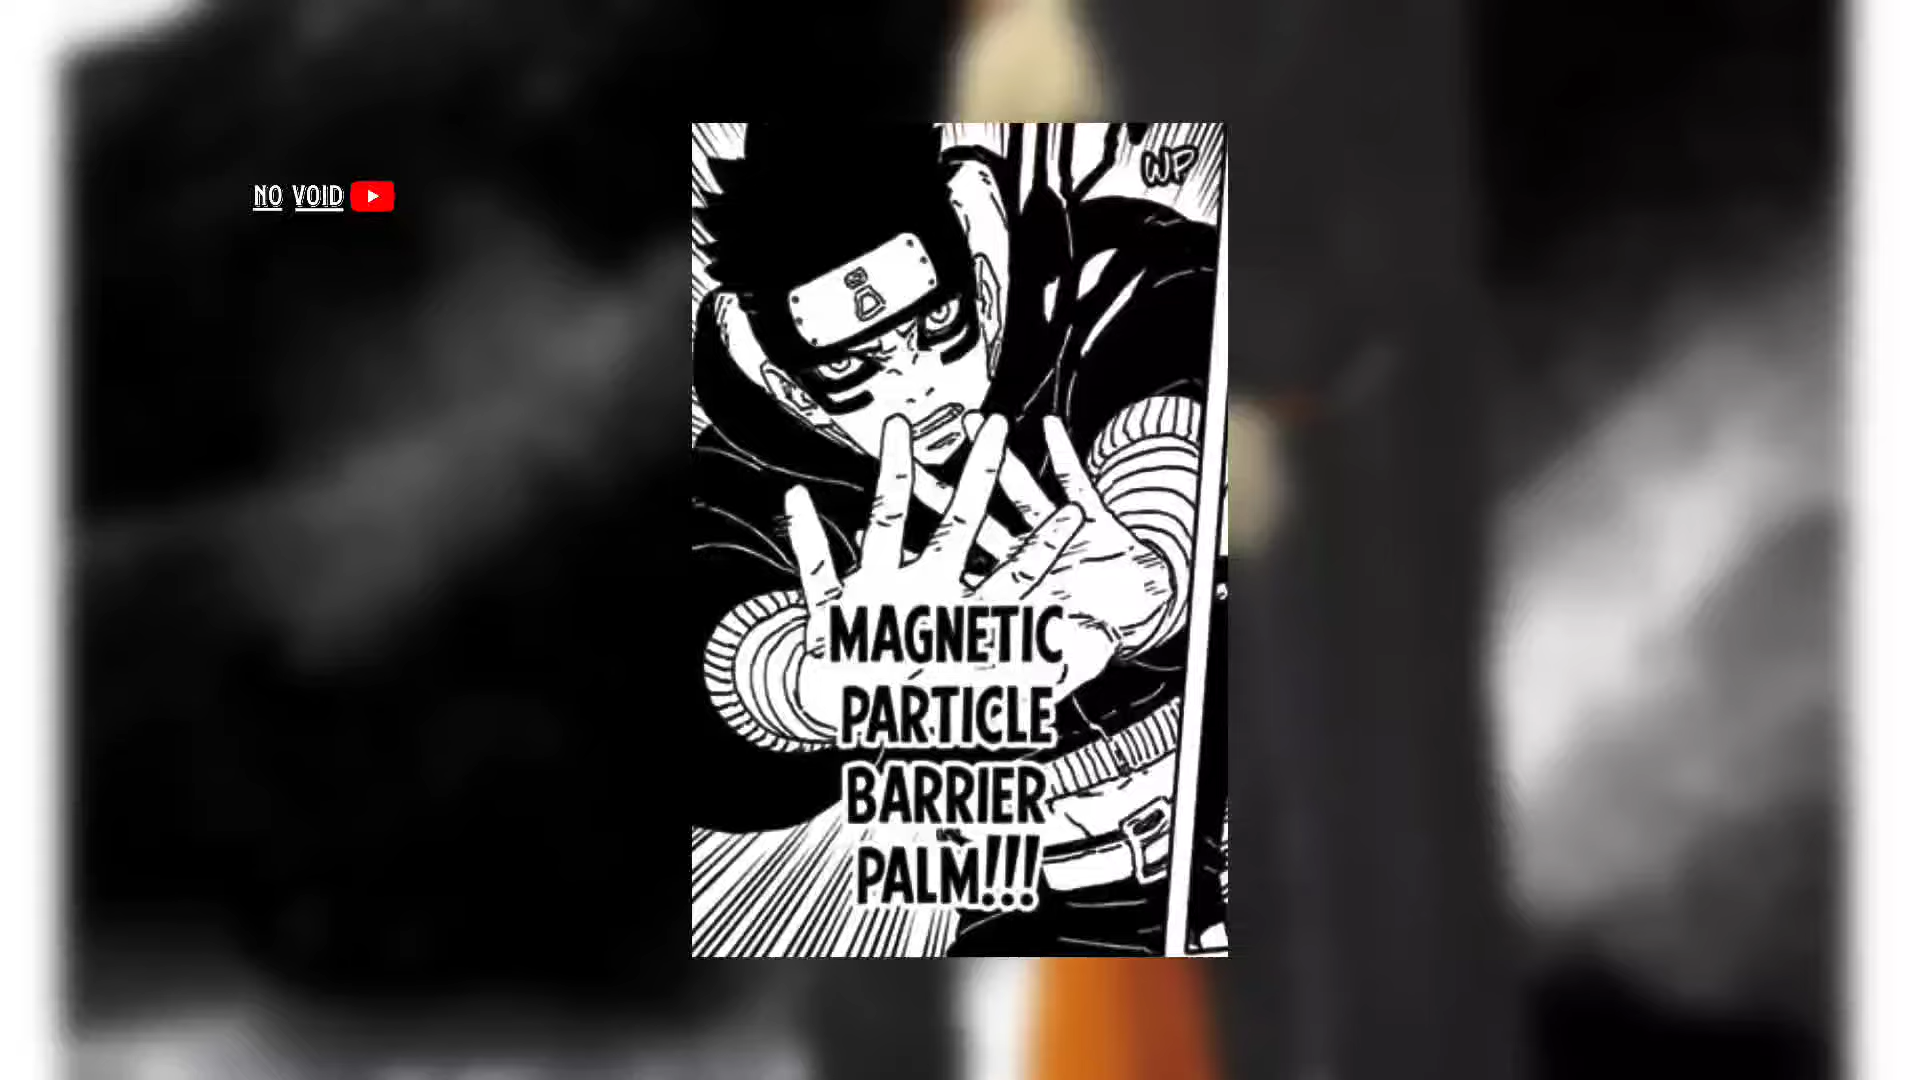 NO VOID
WP
MAGNETIC
PARTICLE
BARRIER
PALM!!!